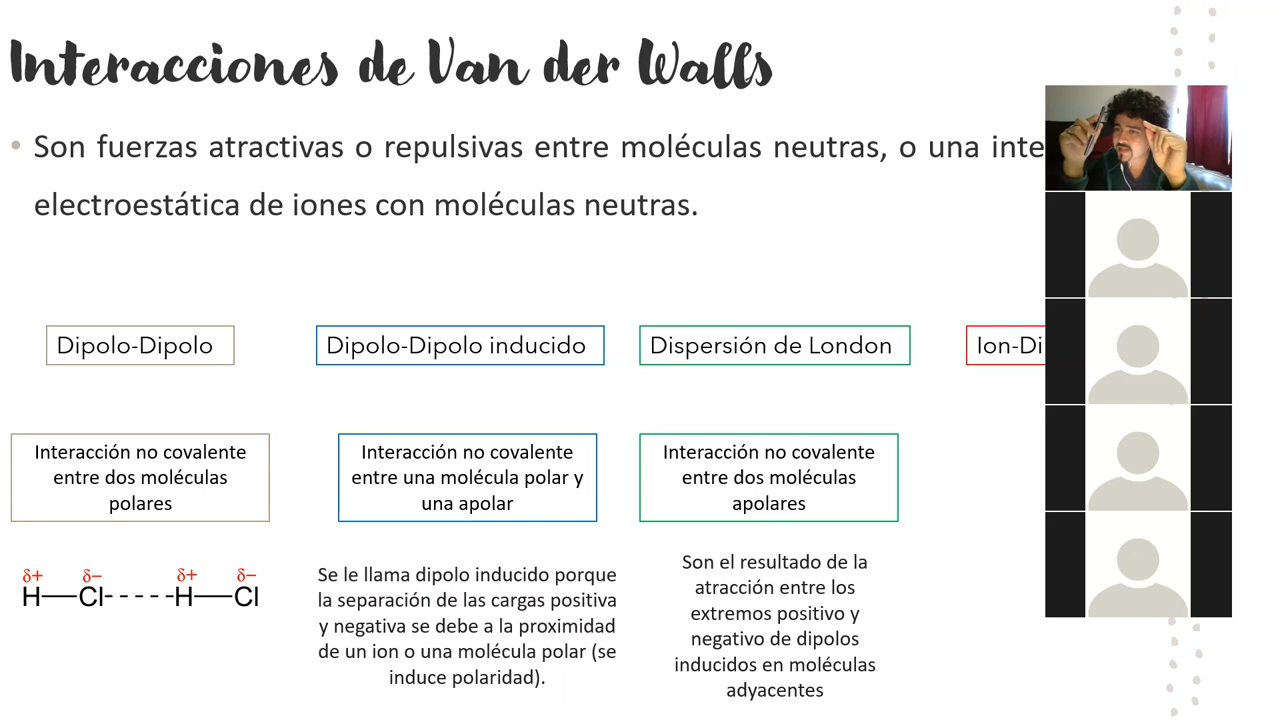 Interacciones de Van der Walls
• Son fuerzas atractivas o repulsivas entre moléculas neutras, o una
electroestática de iones con moléculas neutras.
Dipolo-Dipolo
Dipolo-Dipolo inducido
Dispersión de London
Interacción no covalente
entre dos moléculas
polares
Interacción no covalente
entre una molécula polar y
una apolar
Interacción no covalente
entre dos moléculas
apolares
δ+ δ− δ+ δ−
H—Cl-----H—Cl
Se le llama dipolo inducido porque
la separación de las cargas positiva
y negativa se debe a la proximidad
de un ion o una molécula polar (se
induce polaridad).
Son el resultado de la
atracción entre los
extremos positivo y
negativo de dipolos
inducidos en moléculas
adyacentes